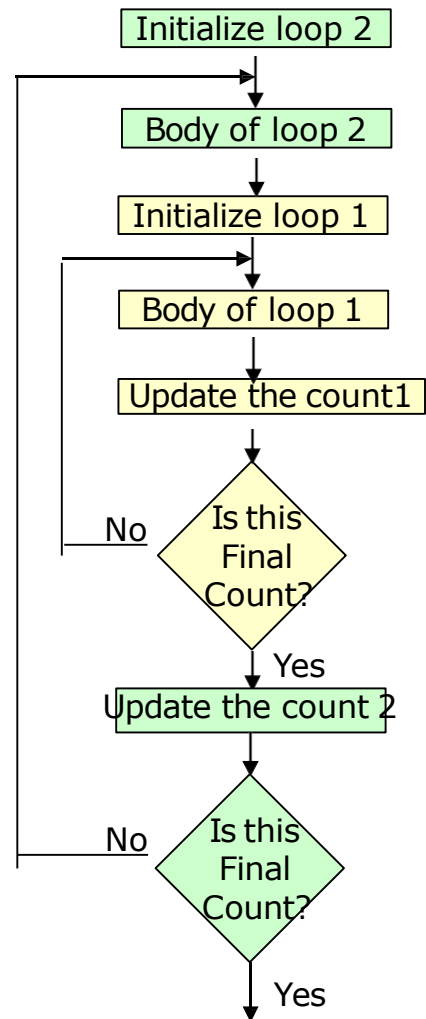 Initialize loop 2
Body of loop 2
Initialize loop 1
Body of loop 1
Update the count1
Is this
Final
Count?
No
Yes
Update the count 2
Is this
Final
Count?
No
Yes